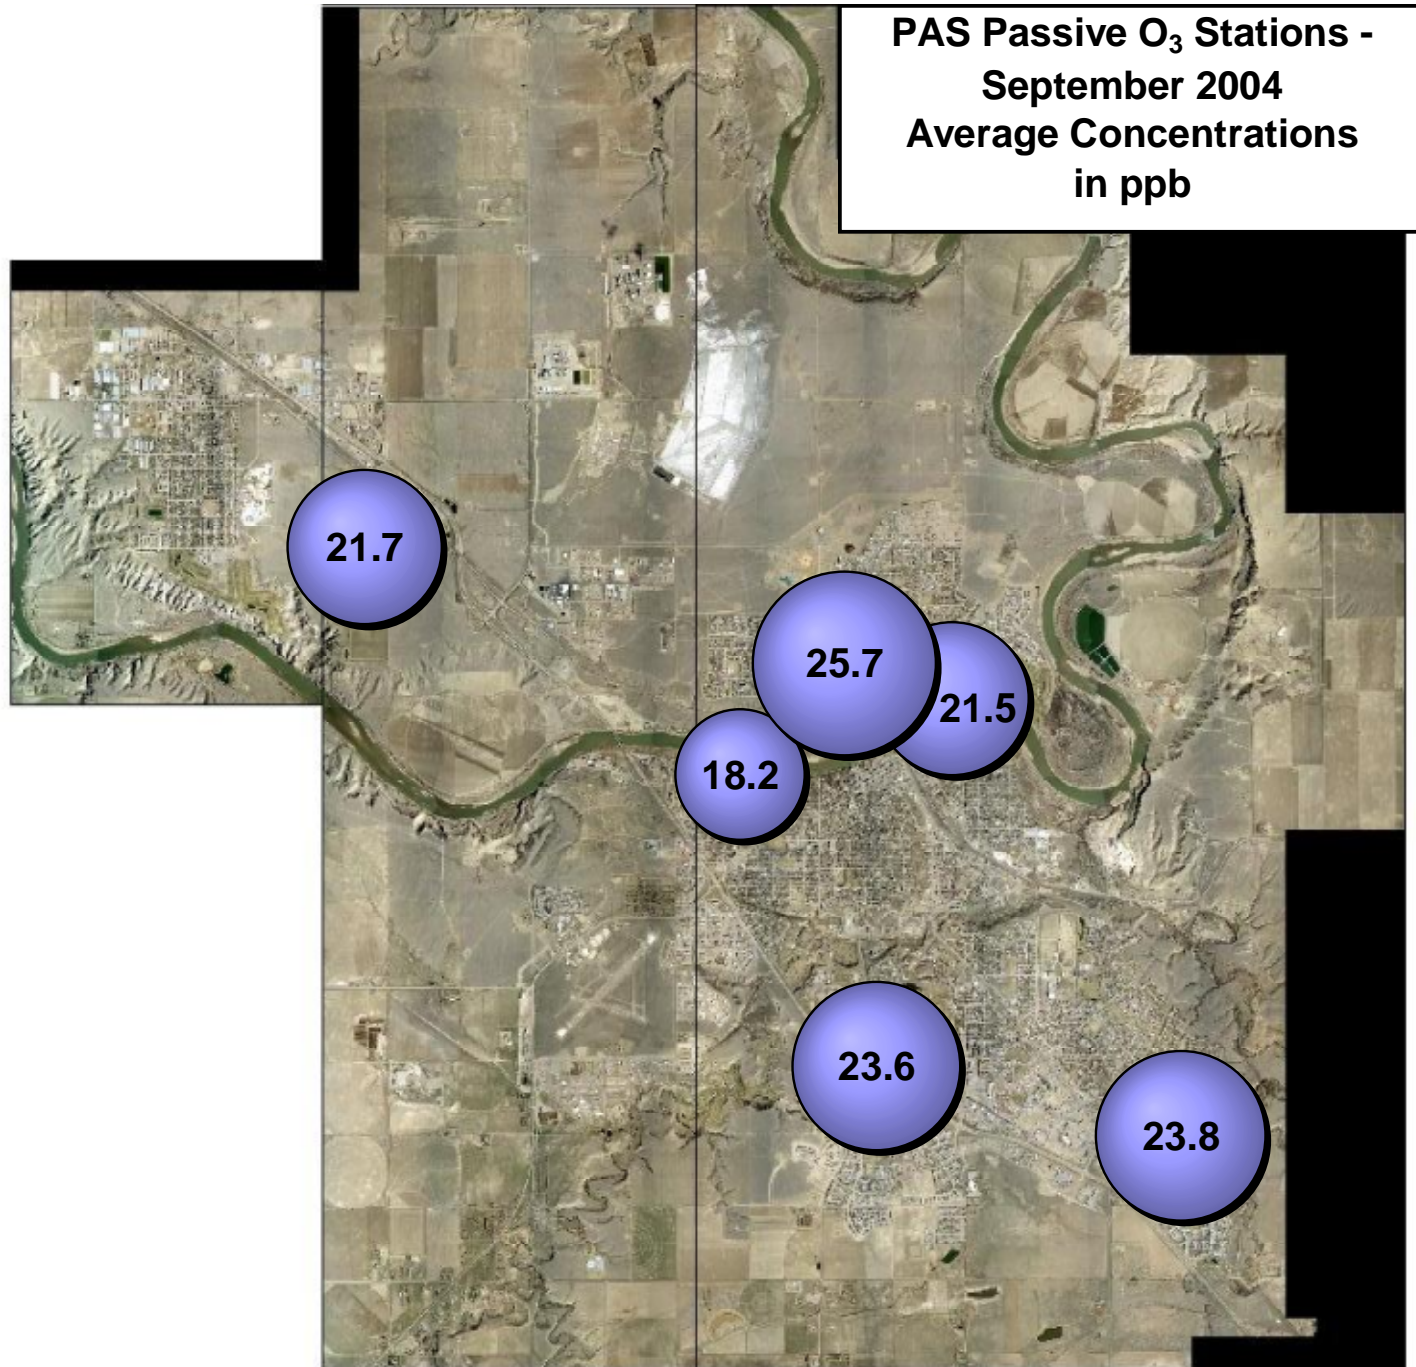 PAS Passive O₃ Stations -
September 2004
Average Concentrations
in ppb
21.7
25.7
21.5
18.2
23.6
23.8